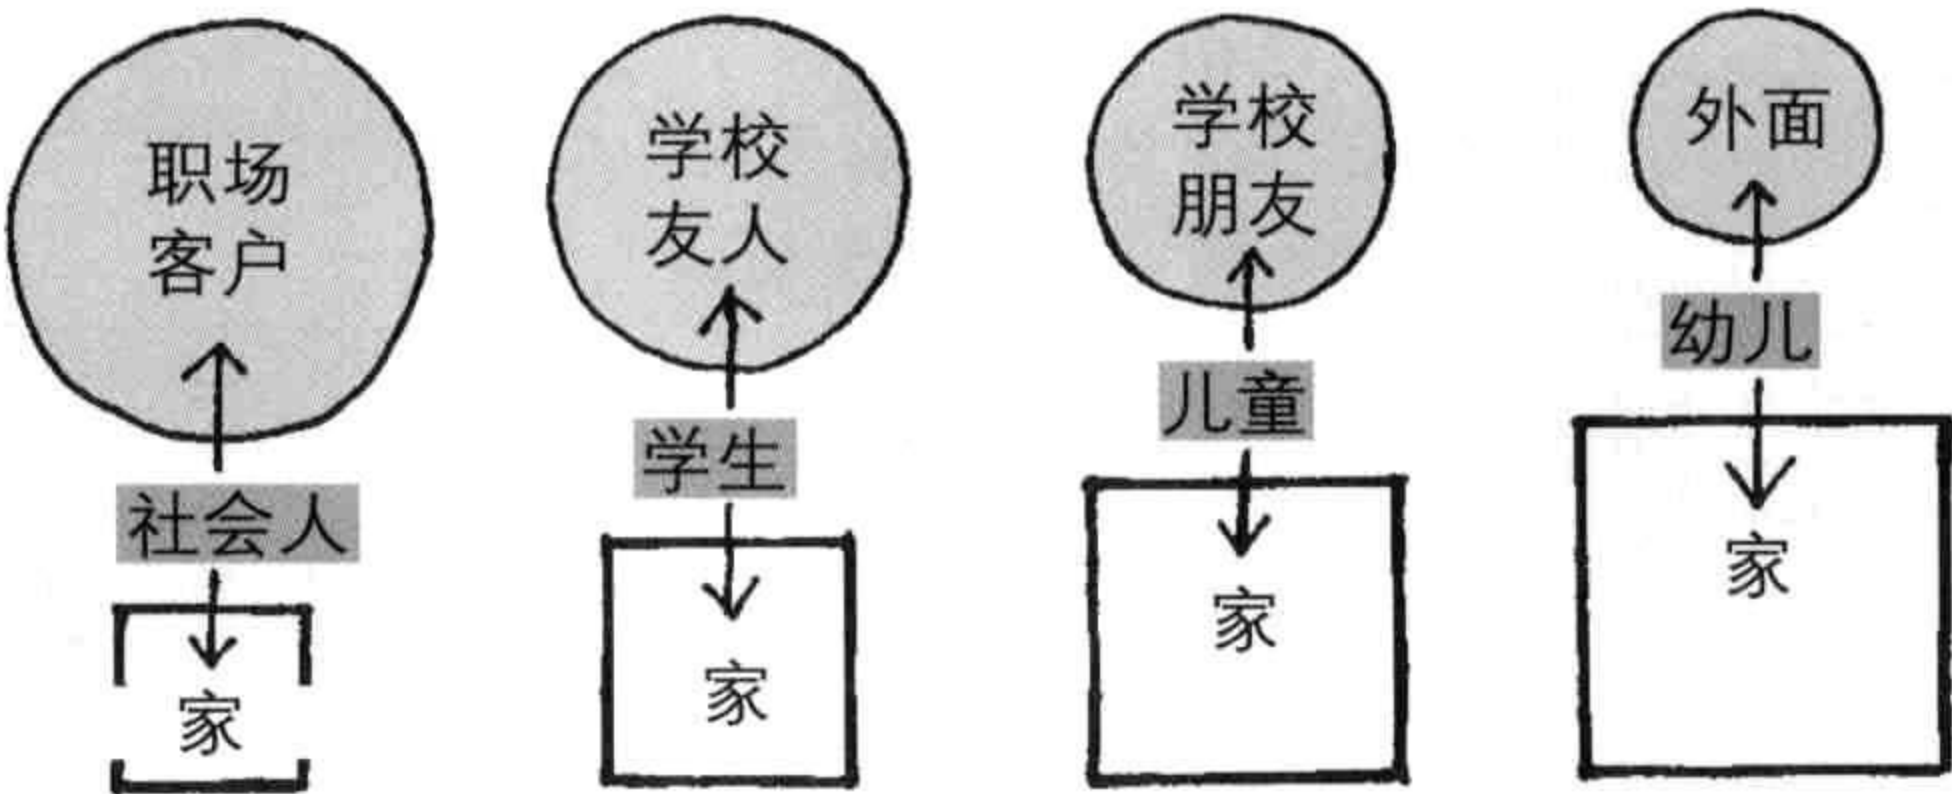 职场
客户
社会人
家
学校
友人
学生
家
学校
朋友
儿童
家
外面
幼儿
家